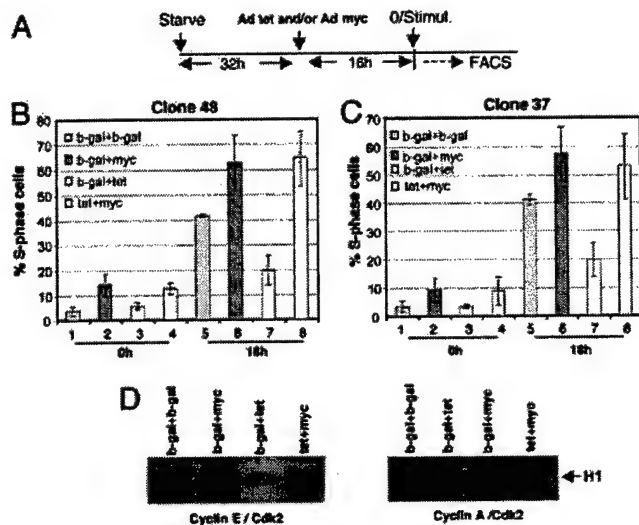 A
Starve
Ad tet and/or Ad myc
0/Stimul.
32h
16h
FACS
B
Clone 48
% S-phase cells
80
70
60
50
40
30
20
10
0
b-gal+b-gal
b-gal+myc
b-gal+tet
tet+myc
1 2 3 4 5 6 7 8
0h
16h
C
Clone 37
% S-phase cells
70
60
50
40
30
20
10
0
b-gal+b-gal
b-gal+myc
b-gal+tet
tet+myc
1 2 3 4 5 6 7 8
0h
16h
D
b-gal+b-gal
b-gal+myc
b-gal+tet
tet+myc
b-gal+b-gal
b-gal+tet
b-gal+myc
tet+myc
H1
Cyclin E / Cdk2
Cyclin A /Cdk2